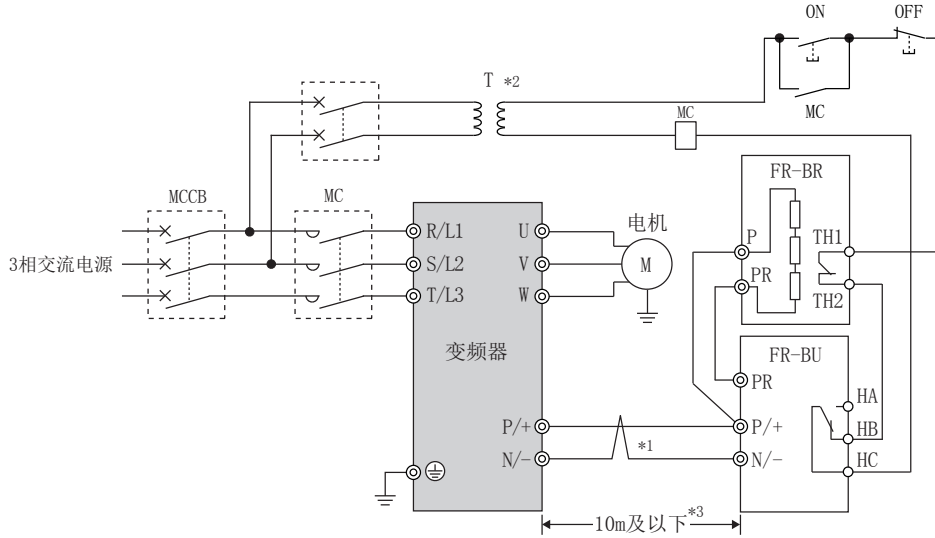 ON
OFF
T *2
MC
MC
FR-BR
MCCB
MC
R/L1
U
电机
P
TH1
3相交流电源
S/L2
V
M
PR
T/L3
W
TH2
变频器
FR-BU
PR
HA
P/+
P/+
HB
N/-
*1
N/-
HC
10m及以下*3